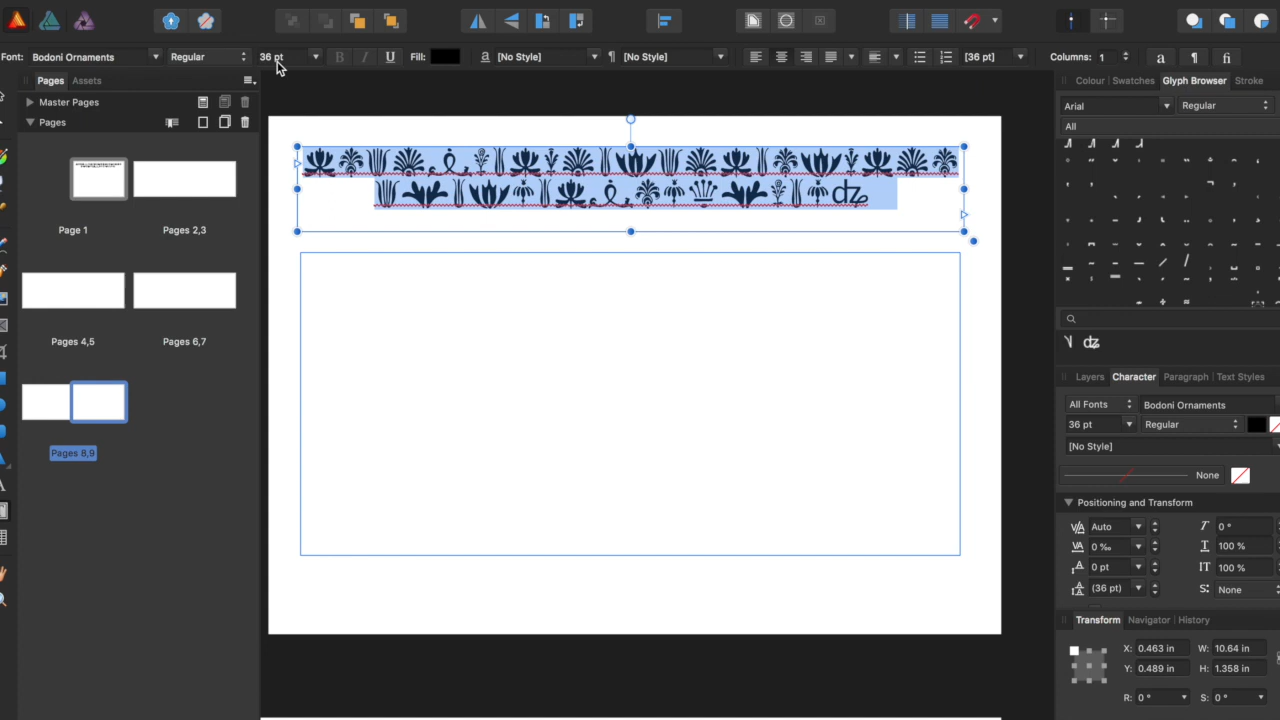 Font: Bodoni Ornaments Regular 36 pt B I U Fill: a [No Style] ¶ [No Style] [36 pt] Columns: 1 a ¶ fi
Pages Assets
Master Pages
Pages
Page 1
Pages 2,3
Pages 4,5
Pages 6,7
Pages 8,9
Colour Swatches Glyph Browser Stroke
Arial Regular
All
ʥ
Layers Character Paragraph Text Styles
All Fonts Bodoni Ornaments
36 pt Regular
[No Style]
None
Positioning and Transform
Auto 0 °
0 ‰ 100 %
0 pt 100 %
(36 pt) None
Transform Navigator History
X: 0.463 in W: 10.64 in
Y: 0.489 in H: 1.358 in
R: 0 ° S: 0 °